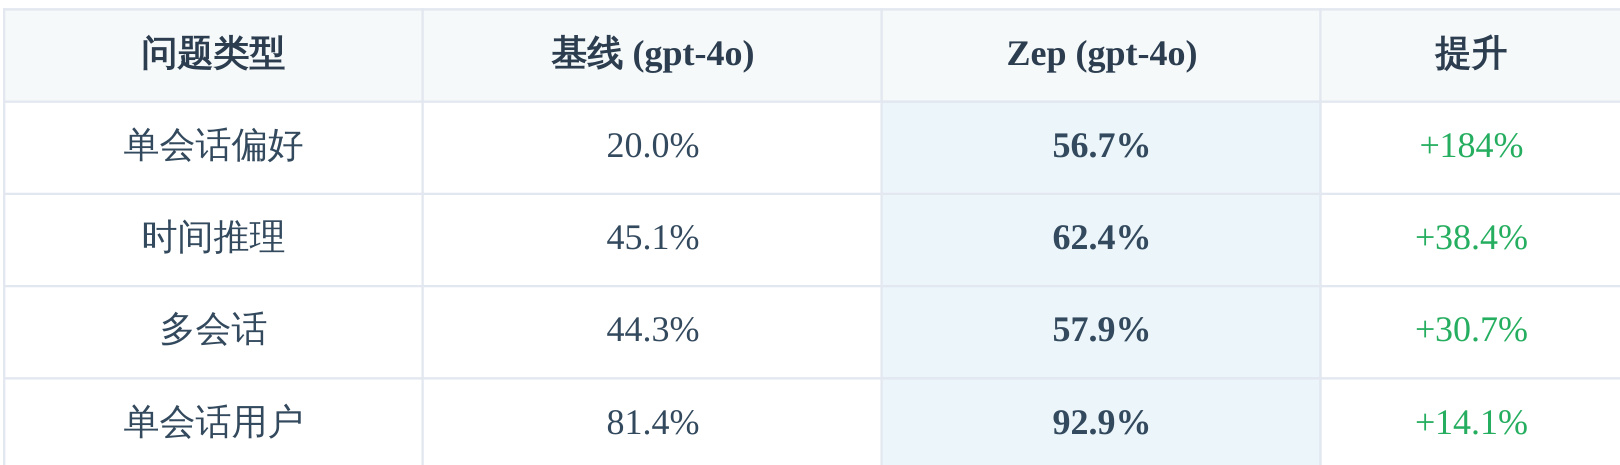 问题类型 基线 (gpt-4o) Zep (gpt-4o) 提升
单会话偏好 20.0% 56.7% +184%
时间推理 45.1% 62.4% +38.4%
多会话 44.3% 57.9% +30.7%
单会话用户 81.4% 92.9% +14.1%